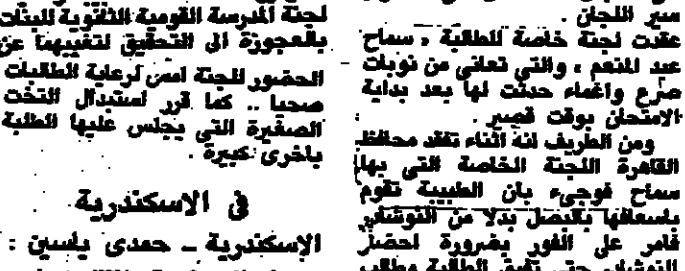 سير اللجان .
عقدت لجنة خاصة للطالبة « سماح
عبد المنعم » والتي تعاني من نوبات
صرع واغماء حدثت لها بعد بداية
الامتحان بوقت قصير .
ومن الطريف انه اثناء تفقد محافظ
القاهرة اللجنة الخاصة التي بها
سماح فوجيء بان الطبيبة تقوم
باسعافها بالبصل بدلا من النوشادر
فامر على الفور بضرورة احضار
النوشادر حتى تفيق الطالبة وطالب
لجنة المدرسة القومية الثانوية للبنات
بالعجوزة الى التحقيق لتغيبهما عن
الحضور للجنة امس لرعاية الطالبات
صحيا .. كما قرر استبدال التخت
الصغيرة التي يجلس عليها الطلبة
باخرى كبيرة .
في الاسكندرية
الإسكندرية ــ حمدى ياسين :